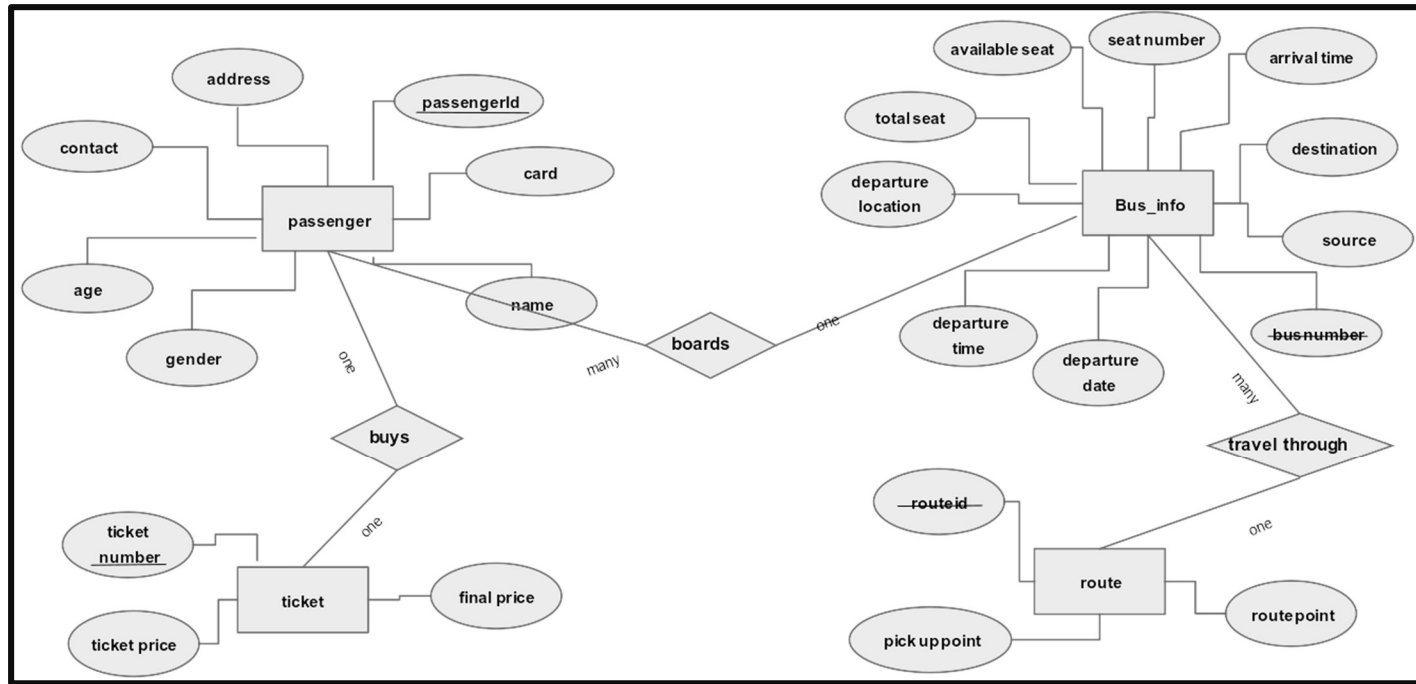 address
passengerId
contact
card
passenger
age
name
gender
one
many
boards
one
buys
one
ticket
number
ticket
final price
ticket price
available seat
seat number
arrival time
total seat
destination
departure
location
Bus_info
source
departure
time
departure
date
busnumber
many
travel through
one
routeid
route
routepoint
pick uppoint